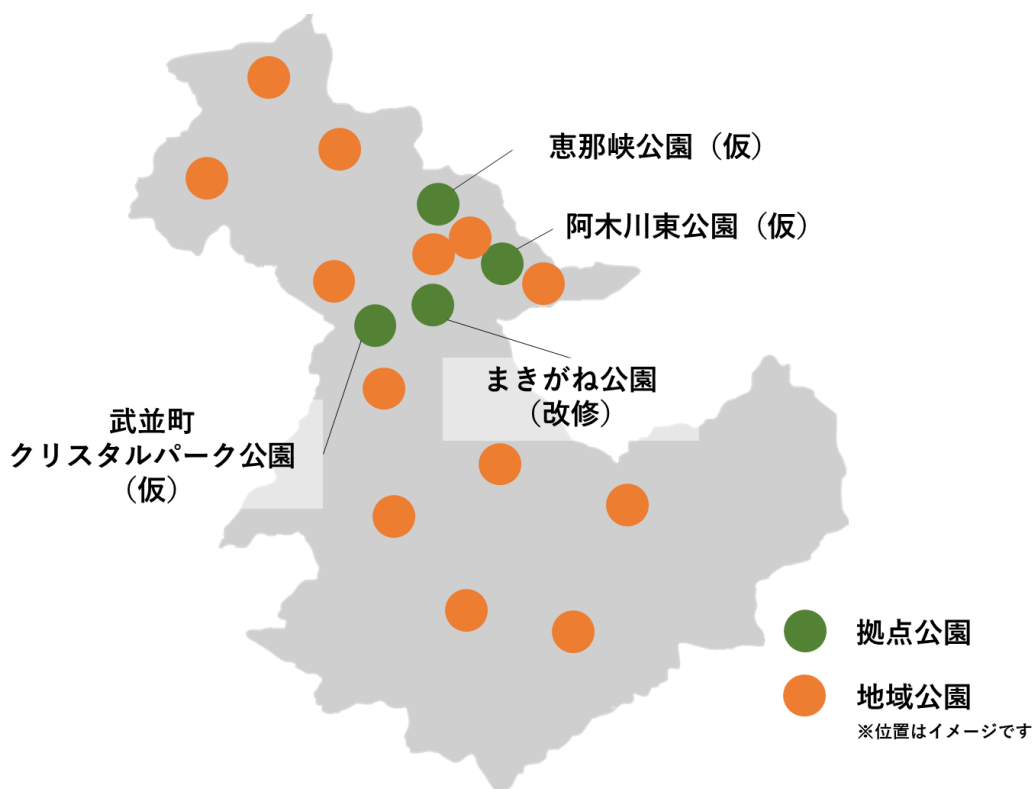 恵那峡公園（仮）
阿木川東公園（仮）
まきがね公園
（改修）
武並町
クリスタルパーク公園
（仮）
拠点公園
地域公園
※位置はイメージです